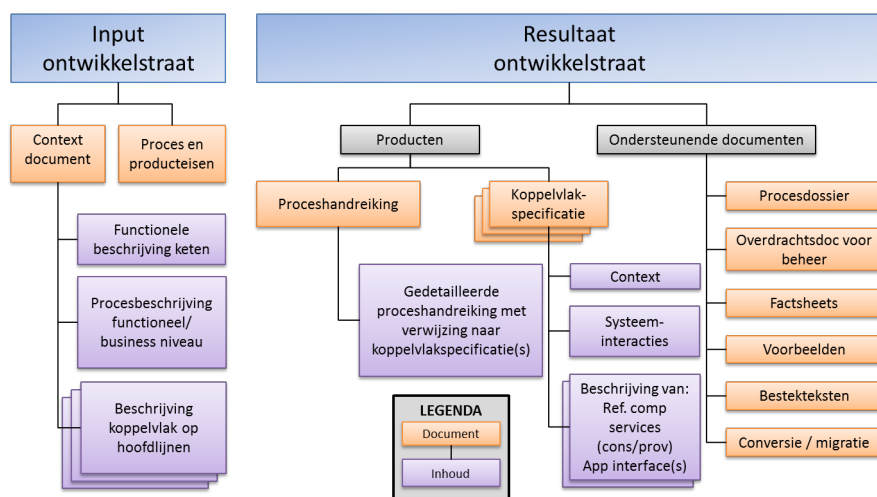 Input
ontwikkelstraat
Context
document
Proces en
producteisen
Functionele
beschrijving keten
Procesbeschrijving
functioneel/
business niveau
Beschrijving
koppelvlak op
hoofdlijnen
Resultaat
ontwikkelstraat
Producten
Ondersteunende documenten
Proceshandreiking
Koppelvlak-
specificatie
Gedetailleerde
proceshandreiking met
verwijzing naar
koppelvlakspecificatie(s)
Context
Systeem-
interacties
Beschrijving van:
Ref. comp
services
(cons/prov)
App interface(s)
Procesdossier
Overdrachtsdoc voor
beheer
Factsheets
Voorbeelden
Bestekteksten
Conversie / migratie
LEGENDA
Document
Inhoud